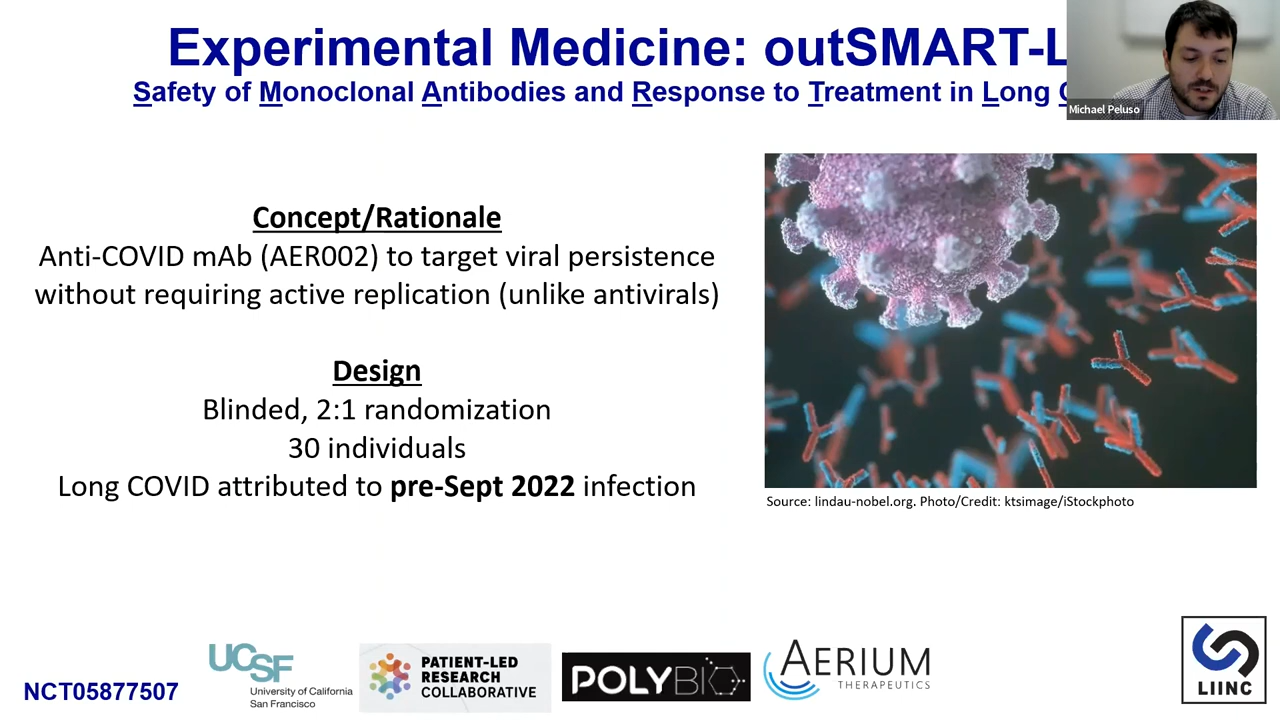 Experimental Medicine: outSMART-L
Safety of Monoclonal Antibodies and Response to Treatment in Long
Michael Peluso
Concept/Rationale
Anti-COVID mAb (AER002) to target viral persistence
without requiring active replication (unlike antivirals)
Design
Blinded, 2:1 randomization
30 individuals
Long COVID attributed to pre-Sept 2022 infection
Source: lindau-nobel.org. Photo/Credit: ktsimage/iStockphoto
NCT05877507
UCSF
University of California
San Francisco
PATIENT-LED
RESEARCH
COLLABORATIVE
POLYBIO
AERIUM
THERAPEUTICS
LIINC